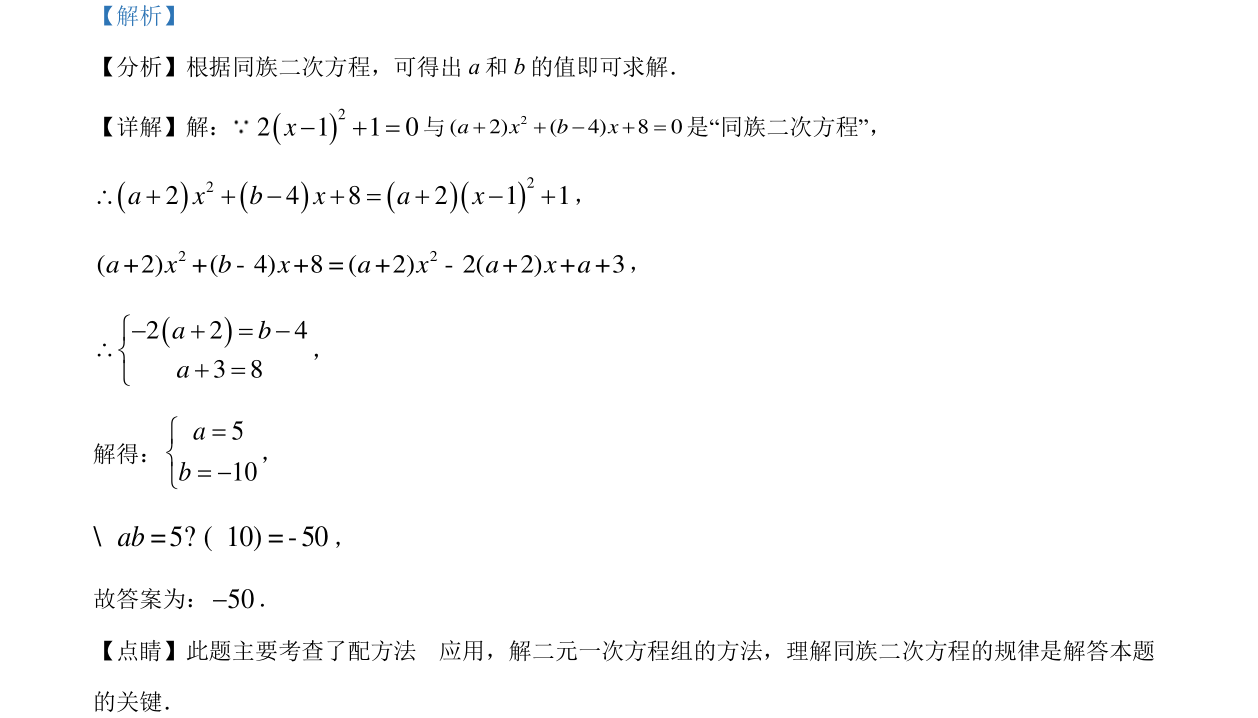 【解析】
【分析】根据同族二次方程，可得出 a 和 b 的值即可求解．
【详解】解：∵ 2(x−1)²+1=0 与 (a+2)x²+(b−4)x+8=0 是“同族二次方程”，
∴(a+2)x²+(b−4)x+8=(a+2)(x−1)²+1，
(a+2)x²+(b- 4)x+8=(a+2)x²- 2(a+2)x+a+3，
∴{−2(a+2)=b−4
a+3=8，
解得：{a=5
b=−10，
\ ab=5? ( 10)=-50，
故答案为：−50．
【点睛】此题主要考查了配方法　应用，解二元一次方程组的方法，理解同族二次方程的规律是解答本题
的关键．